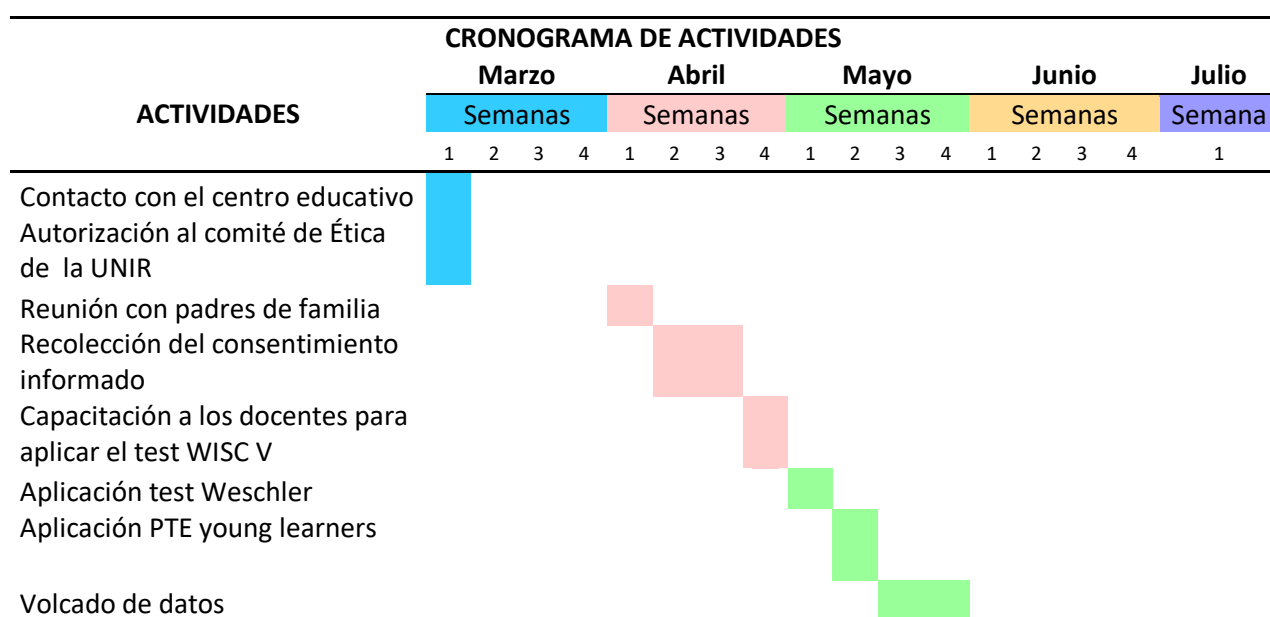 CRONOGRAMA DE ACTIVIDADES
Marzo Abril Mayo Junio Julio
ACTIVIDADES Semanas Semanas Semanas Semanas Semana
1 2 3 4 1 2 3 4 1 2 3 4 1 2 3 4 1
Contacto con el centro educativo
Autorización al comité de Ética
de la UNIR
Reunión con padres de familia
Recolección del consentimiento
informado
Capacitación a los docentes para
aplicar el test WISC V
Aplicación test Weschler
Aplicación PTE young learners
Volcado de datos